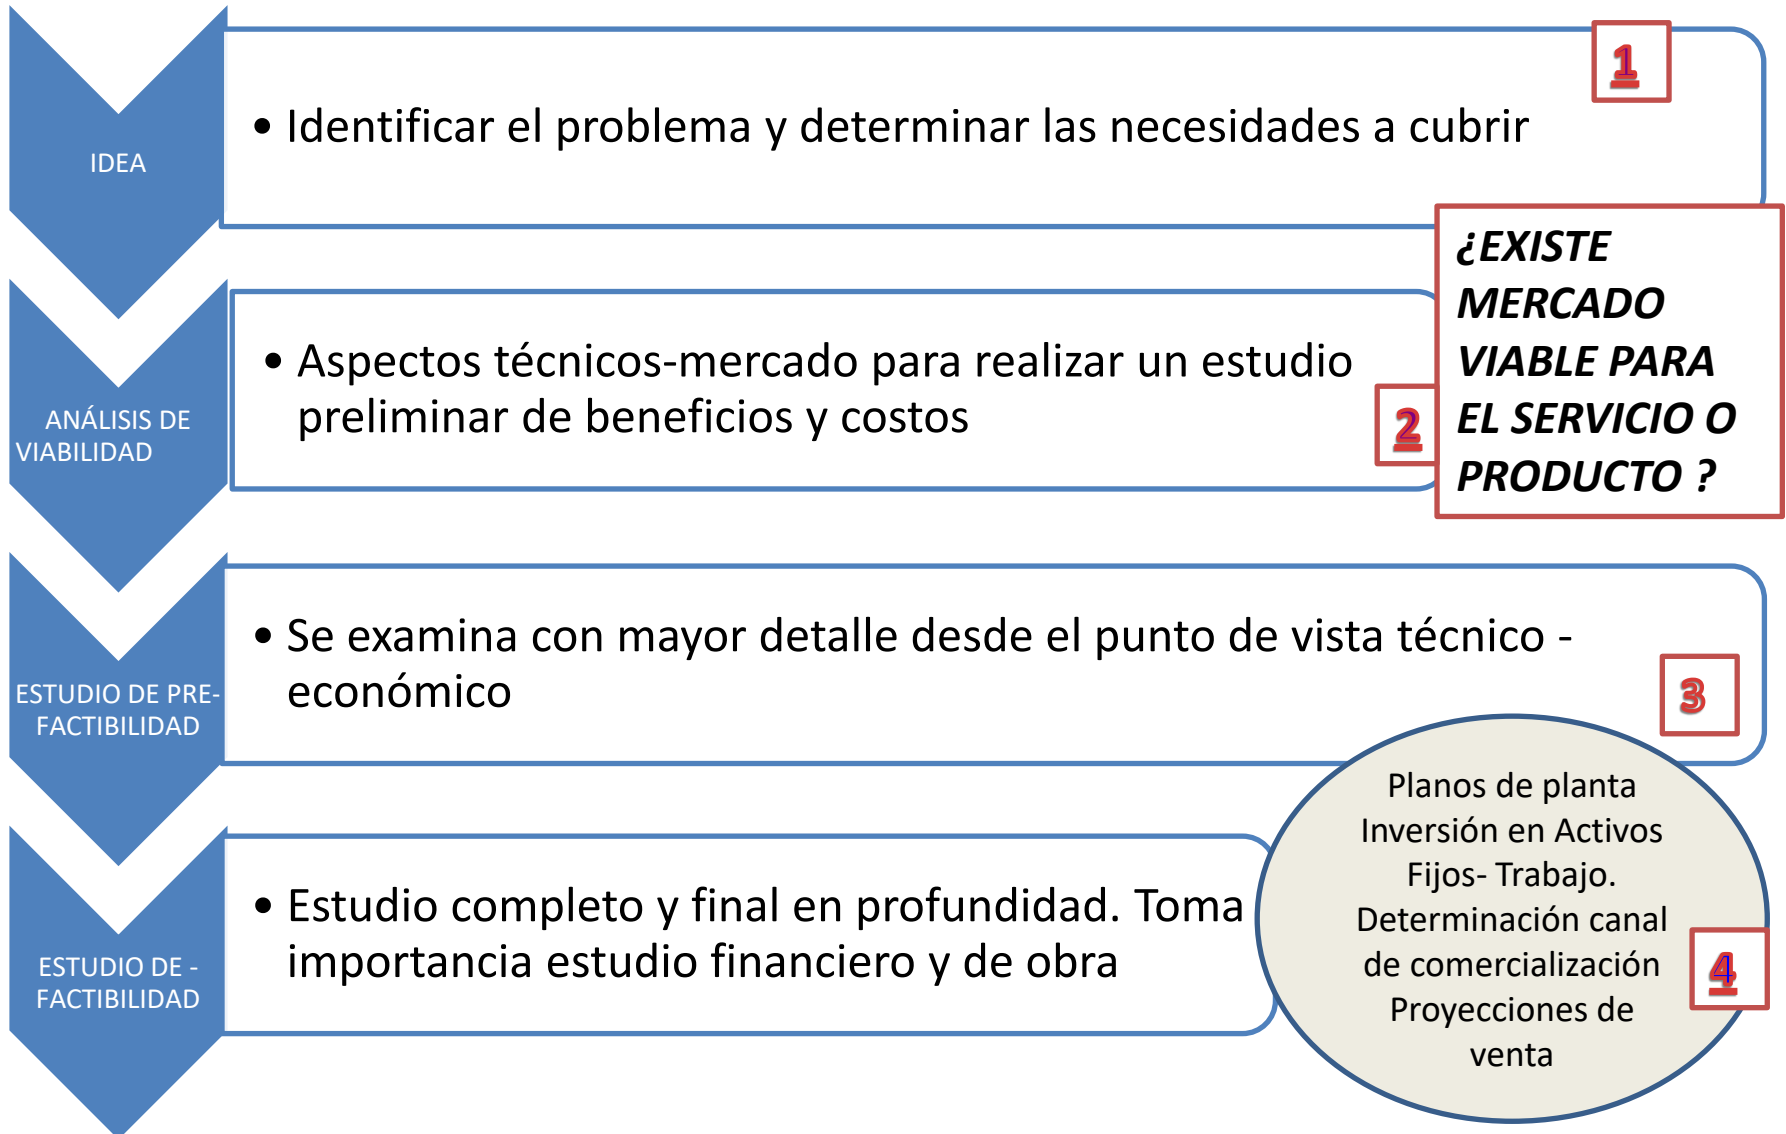 IDEA
• Identificar el problema y determinar las necesidades a cubrir
1
ANÁLISIS DE
VIABILIDAD
• Aspectos técnicos-mercado para realizar un estudio
preliminar de beneficios y costos
2
¿EXISTE
MERCADO
VIABLE PARA
EL SERVICIO O
PRODUCTO ?
ESTUDIO DE PRE-
FACTIBILIDAD
• Se examina con mayor detalle desde el punto de vista técnico -
económico
3
ESTUDIO DE -
FACTIBILIDAD
• Estudio completo y final en profundidad. Toma
importancia estudio financiero y de obra
Planos de planta
Inversión en Activos
Fijos- Trabajo.
Determinación canal
de comercialización
Proyecciones de
venta
4